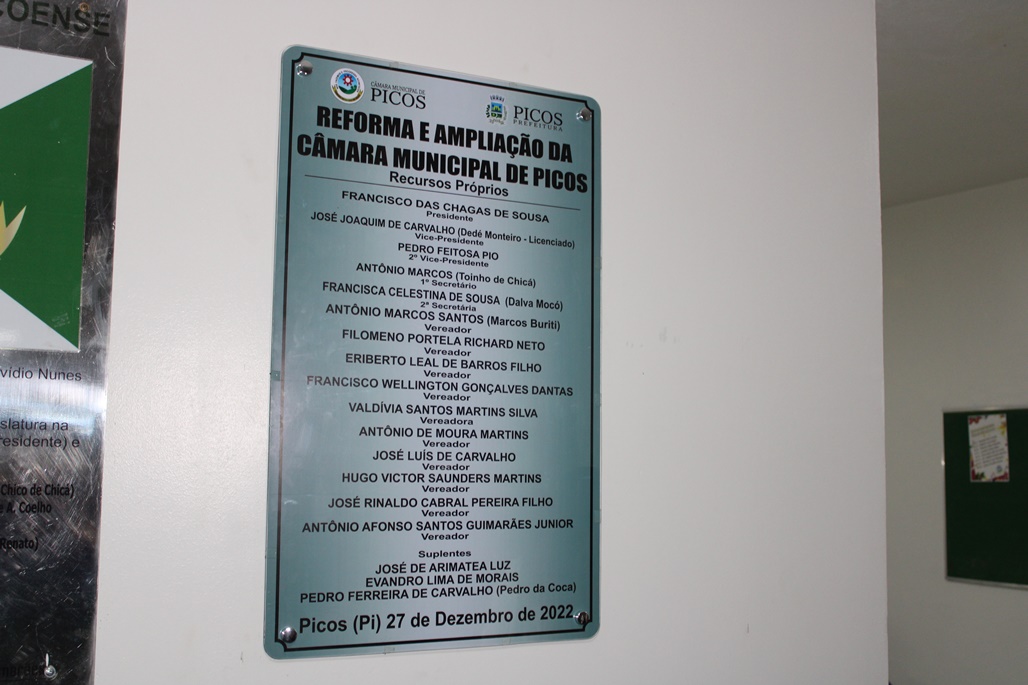 OENSE
vidio Nunes
slatura na
residente) e
Chico de Chicá)
e A. Coelho
Renato)
CÂMARA MUNICIPAL DE
PICOS
PICOS
PREFEITURA
REFORMA E AMPLIAÇÃO DA
CÂMARA MUNICIPAL DE PICOS
Recursos Próprios
FRANCISCO DAS CHAGAS DE SOUSA
Presidente
JOSÉ JOAQUIM DE CARVALHO (Dedé Monteiro - Licenciado)
Vice-Presidente
PEDRO FEITOSA PIO
2º Vice-Presidente
ANTÔNIO MARCOS (Toinho de Chicá)
1º Secretário
FRANCISCA CELESTINA DE SOUSA (Dalva Mocó)
2ª Secretária
ANTÔNIO MARCOS SANTOS (Marcos Buriti)
Vereador
FILOMENO PORTELA RICHARD NETO
Vereador
ERIBERTO LEAL DE BARROS FILHO
Vereador
FRANCISCO WELLINGTON GONÇALVES DANTAS
Vereador
VALDÍVIA SANTOS MARTINS SILVA
Vereadora
ANTÔNIO DE MOURA MARTINS
Vereador
JOSÉ LUÍS DE CARVALHO
Vereador
HUGO VICTOR SAUNDERS MARTINS
Vereador
JOSÉ RINALDO CABRAL PEREIRA FILHO
Vereador
ANTÔNIO AFONSO SANTOS GUIMARÃES JUNIOR
Vereador
Suplentes
JOSÉ DE ARIMATEA LUZ
EVANDRO LIMA DE MORAIS
PEDRO FERREIRA DE CARVALHO (Pedro da Coca)
Picos (Pi) 27 de Dezembro de 2022